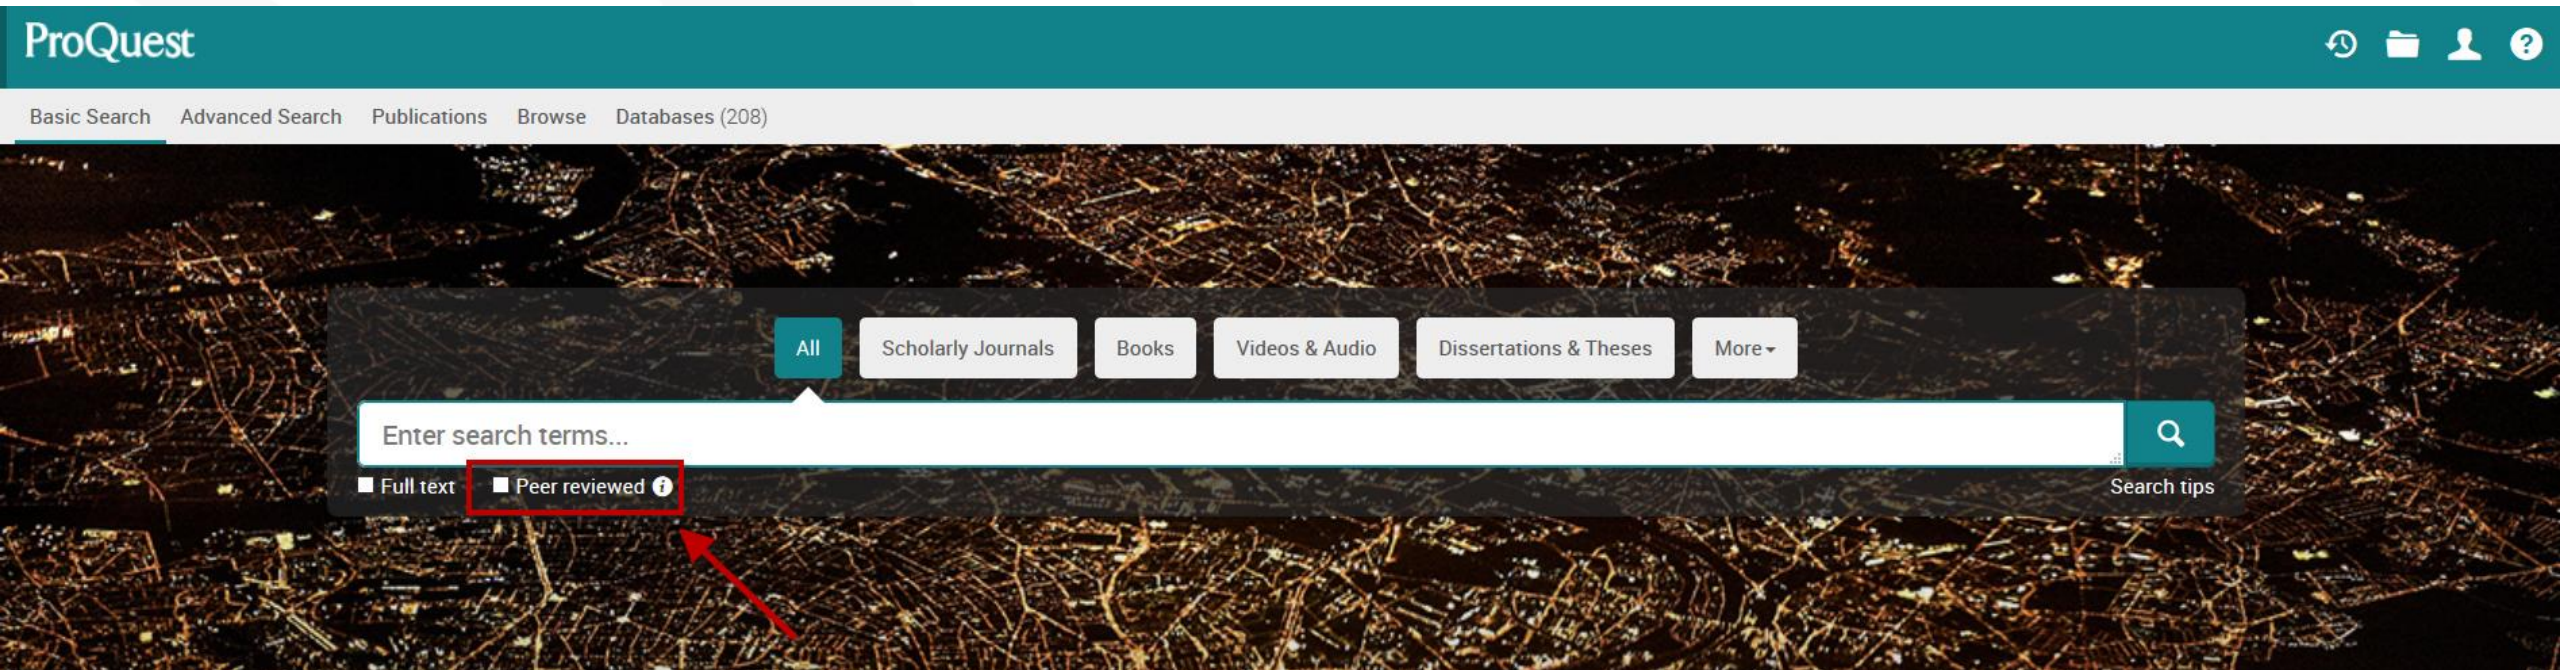 ProQuest
?
Basic Search Advanced Search Publications Browse Databases (208)
All Scholarly Journals Books Videos & Audio Dissertations & Theses More
Enter search terms...
Full text Peer reviewed i Search tips